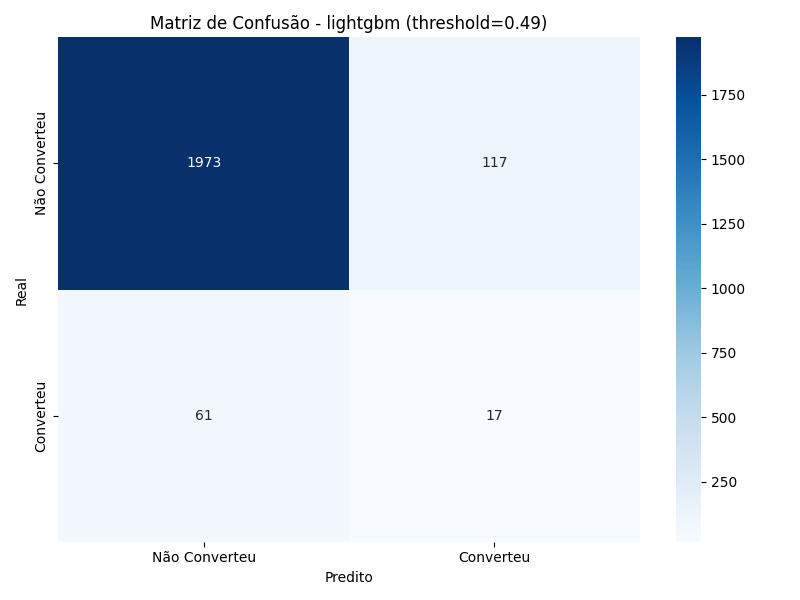 Matriz de Confusão - lightgbm (threshold=0.49)
Real
Não Converteu
Converteu
1973
117
61
17
Não Converteu
Converteu
Predito
1750
1500
1250
1000
750
500
250